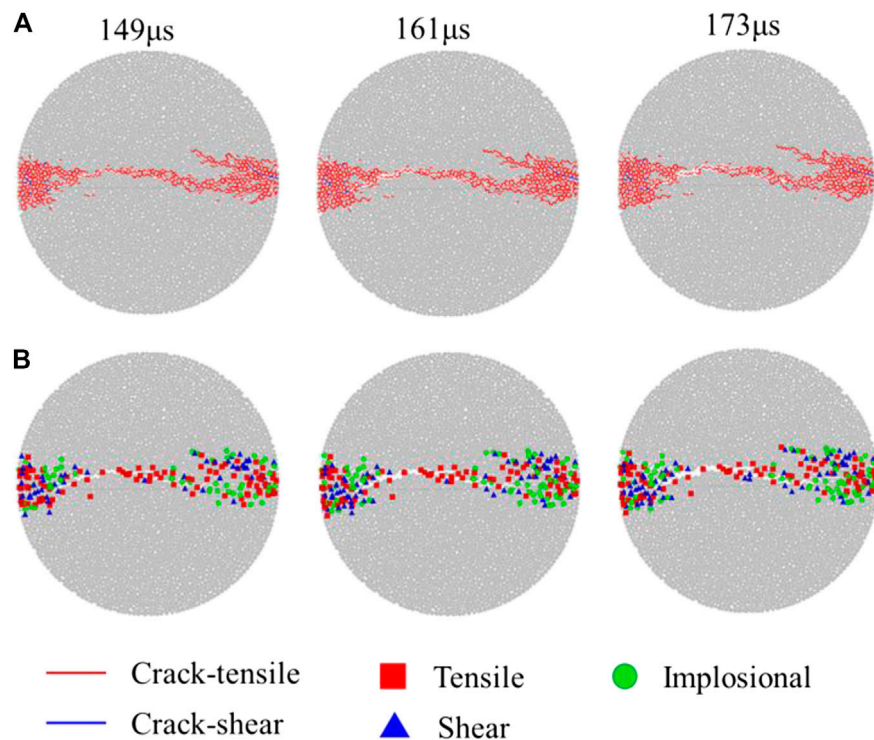 A
149μs 161μs 173μs
B
Crack-tensile Tensile Implosional
Crack-shear Shear